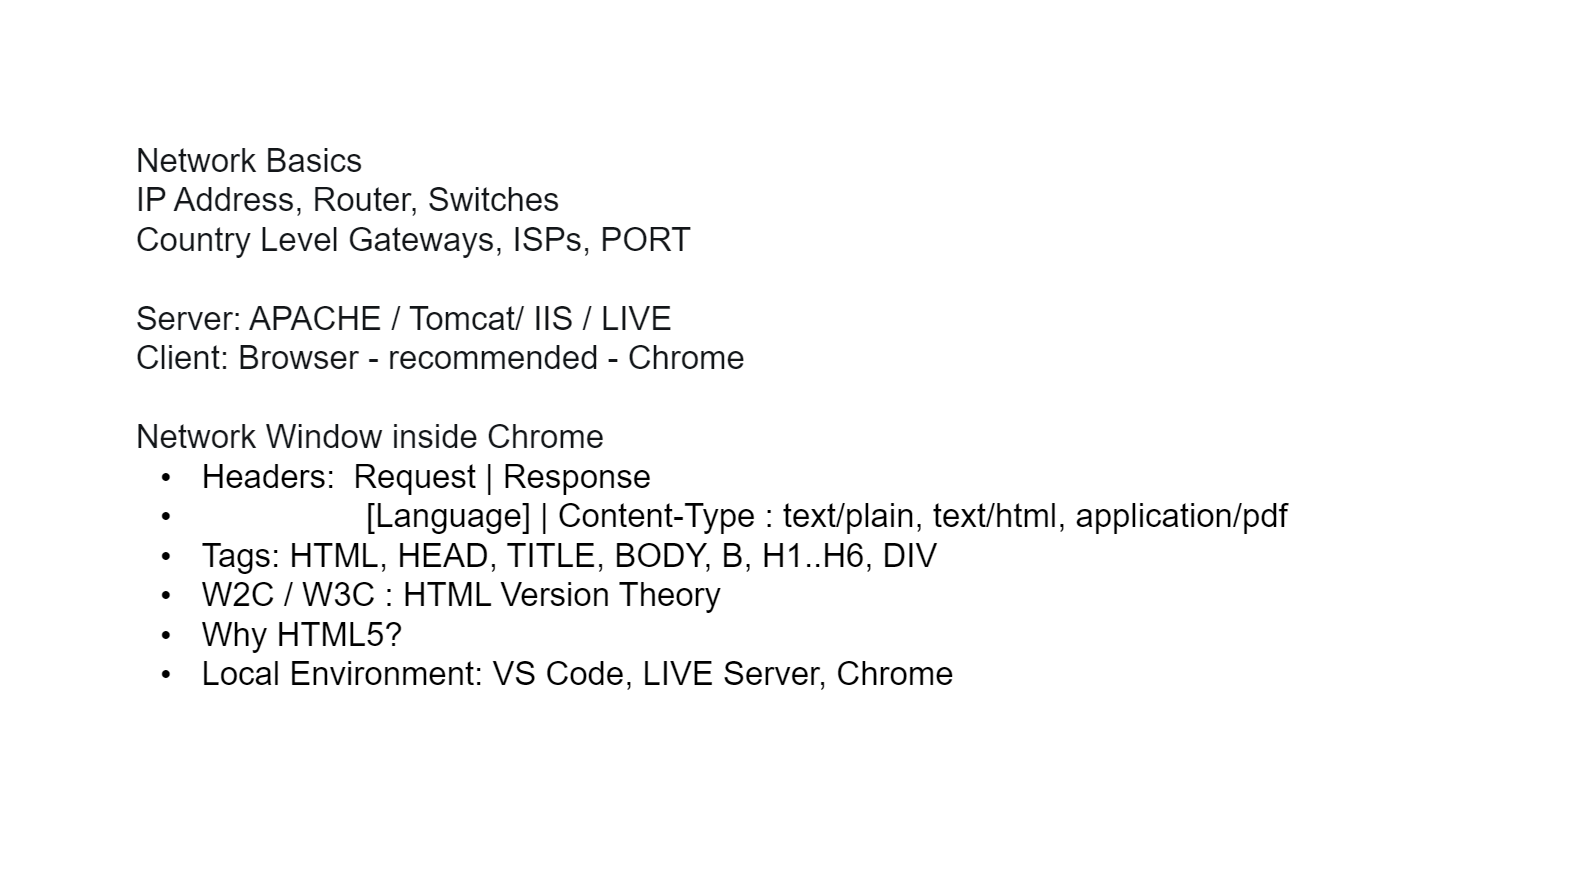 Network Basics
IP Address, Router, Switches
Country Level Gateways, ISPs, PORT
Server: APACHE / Tomcat/ IIS / LIVE
Client: Browser - recommended - Chrome
Network Window inside Chrome
• Headers:  Request | Response
• [Language] | Content-Type : text/plain, text/html, application/pdf
• Tags: HTML, HEAD, TITLE, BODY, B, H1..H6, DIV
• W2C / W3C : HTML Version Theory
• Why HTML5?
• Local Environment: VS Code, LIVE Server, Chrome